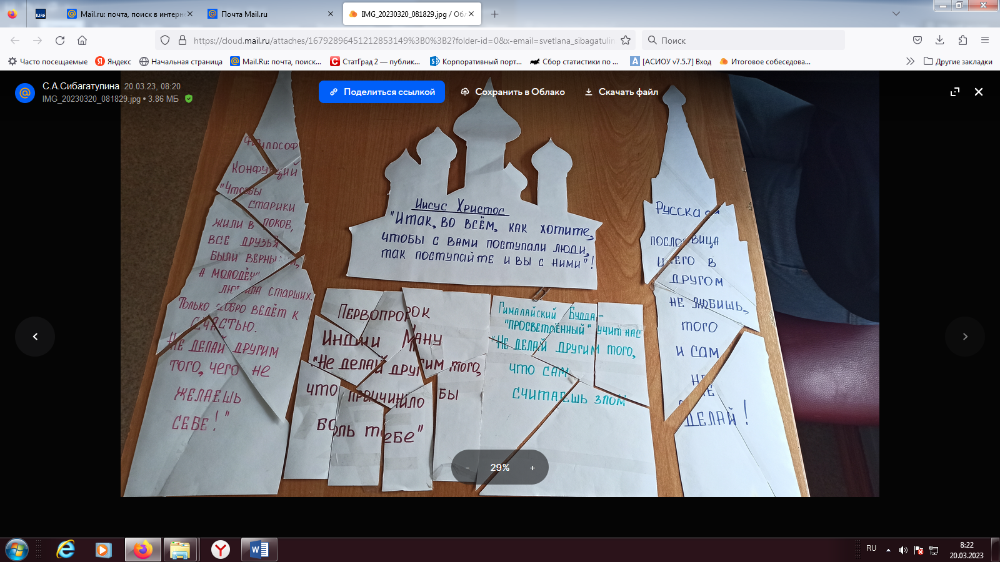 Mail.ru: почта, поиск в интерн
Почта Mail.ru
IMG_20230320_081829.jpg / Обл
https://cloud.mail.ru/attaches/16792896451212853149%3B0%3B2?folder-id=0&x-email=svetlana_sibagatulin
Поиск
Часто посещаемые
Яндекс
Начальная страница
Mail.Ru: почта, поиск...
СтатГрад 2 — публик...
Корпоративный порт...
Сбор статистики по ...
[АСИОУ v7.5.7] Вход
Итоговое собеседова...
Другие закладки
С.А.Сибагатулина 20.03.23, 08:20
IMG_20230320_081829.jpg • 3.86 МБ
Поделиться ссылкой
Сохранить в Облако
Скачать файл
Философ
Конфуций
"Чтобы
старики
жили в покое,
все друзья
были верны
а молодёжь
любила старших.
Только добро ведёт к
счастью.
Не делай другим
того, чего не
желаешь
себе!"
Иисус Христос
"Итак, во всём, как хотите,
чтобы с вами поступали люди,
так поступайте и вы с ними"!
Первопророк
Индии Ману
"Не делай другим того,
что причинило бы
боль тебе"
Гималайский Будда-
"Просветлённый" учит нас
"Не делай другим того,
что сам
считаешь злом
Русская
пословица
чего в
другом
не любишь,
того
и сам
не
делай!
- 29% +
RU
8:22
20.03.2023